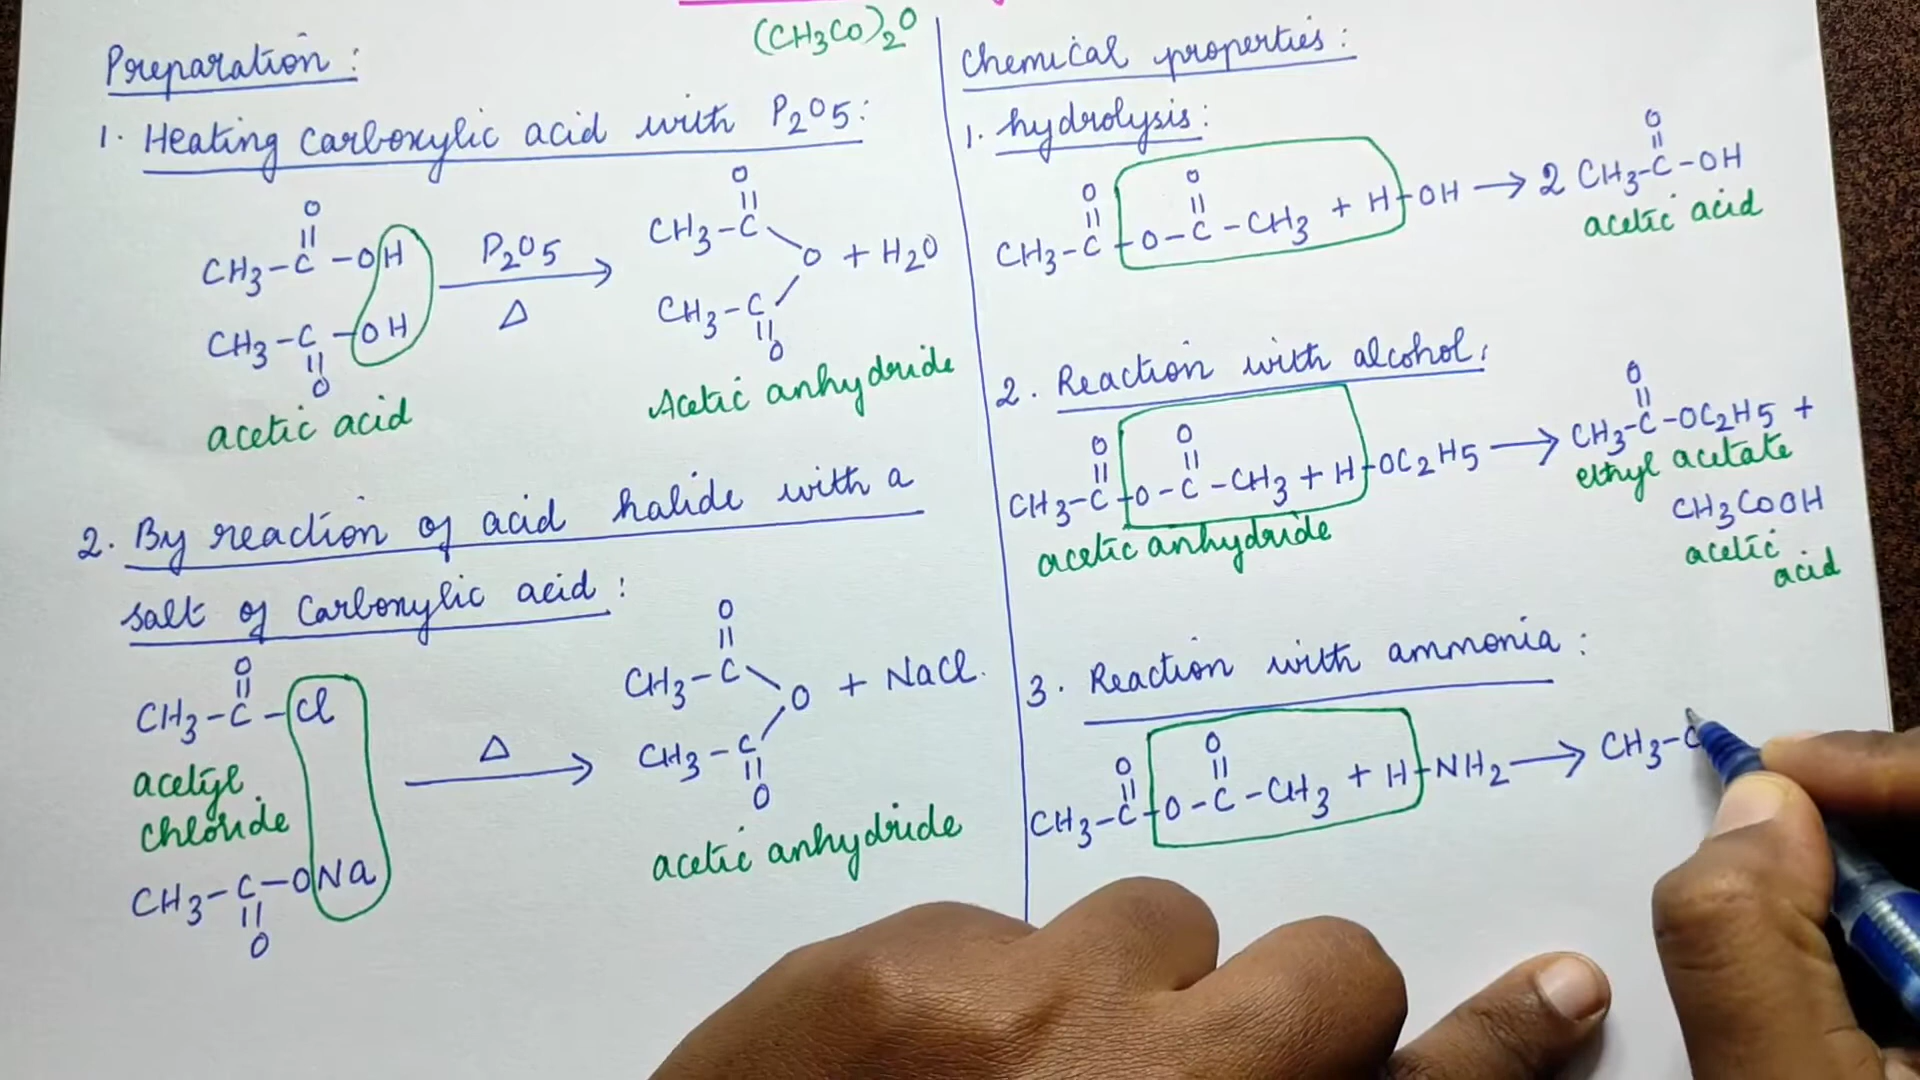 (CH3CO)2O
Preparation:
1. Heating carboxylic acid with P2O5:
O
||
CH3-C-OH
CH3-C-OH
||
O
acetic acid
P2O5
Δ
O
||
CH3-C
O + H2O
CH3-C
||
O
Acetic anhydride
2. By reaction of acid halide with a
salt of carboxylic acid:
O
||
CH3-C-Cl
acetyl
chloride
CH3-C-ONa
||
O
Δ
O
||
CH3-C
O + NaCl.
CH3-C
||
O
acetic anhydride
Chemical properties:
1. hydrolysis:
O O O
|| || ||
CH3-C-O-C-CH3 + H-OH → 2 CH3-C-OH
acetic acid
2. Reaction with alcohol:
O O O
|| || ||
CH3-C-O-C-CH3 + H-OC2H5 → CH3-C-OC2H5 +
acetic anhydride
ethyl acetate
CH3COOH
acetic
acid
3. Reaction with ammonia:
O O
|| ||
CH3-C-O-C-CH3 + H-NH2 → CH3-C